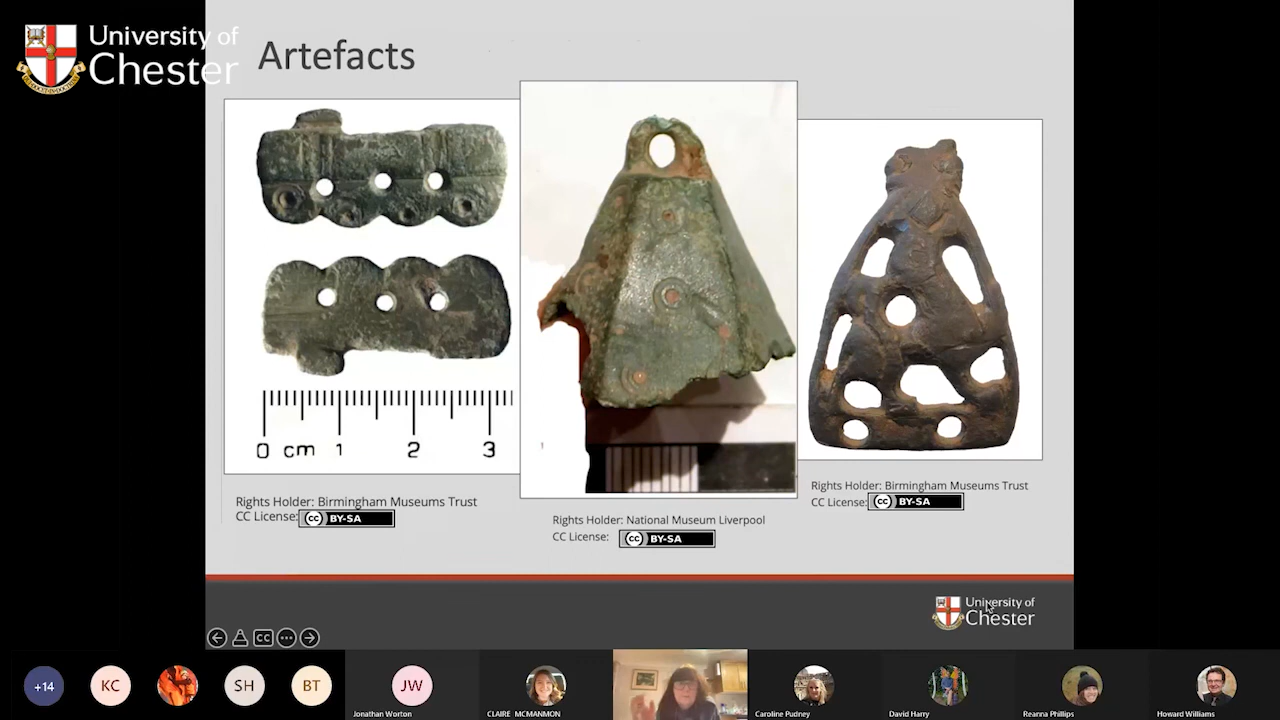 University of
Chester
Artefacts
0 cm 1 2 3
Rights Holder: Birmingham Museums Trust
CC License: cc BY-SA
Rights Holder: National Museum Liverpool
CC License: cc BY-SA
Rights Holder: Birmingham Museums Trust
CC License: cc BY-SA
University of
Chester
CC
+14
KC
SH
BT
JW
Jonathan Worton
CLAIRE MCMANMON
Caroline Pudney
David Harry
Reanna Phillips
Howard Williams